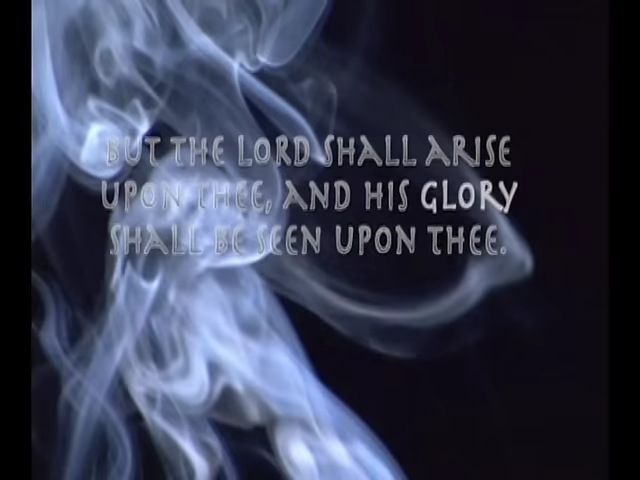 BUT THE LORD SHALL ARISE
UPON THEE, AND HIS GLORY
SHALL BE SEEN UPON THEE.